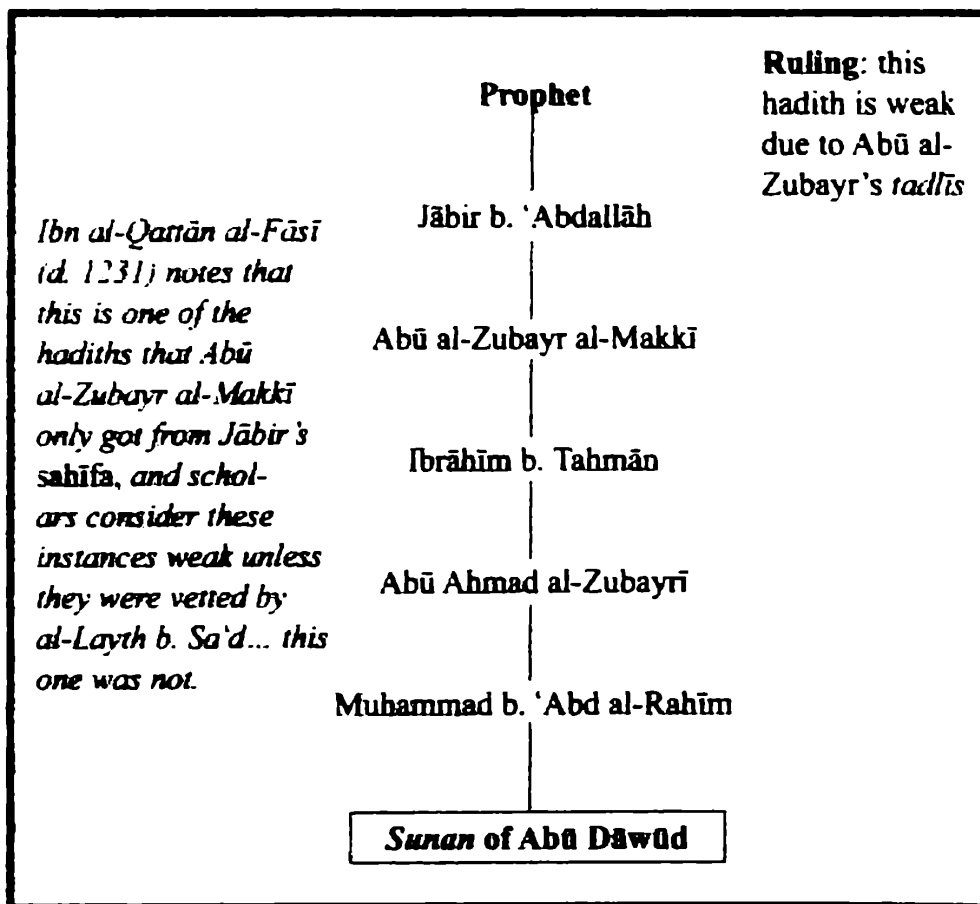 Prophet
Ruling: this
hadith is weak
due to Abū al-
Zubayr's tadlīs
Jābir b. ‘Abdallāh
Ibn al-Qattān al-Fāsī
(d. 1231) notes that
this is one of the
hadiths that Abū
al-Zubayr al-Makkī
only got from Jābir's
sahīfa, and schol-
ars consider these
instances weak unless
they were vetted by
al-Layth b. Sa‘d... this
one was not.
Abū al-Zubayr al-Makkī
Ibrāhīm b. Tahmān
Abū Ahmad al-Zubayrī
Muhammad b. ‘Abd al-Rahīm
Sunan of Abū Dāwūd